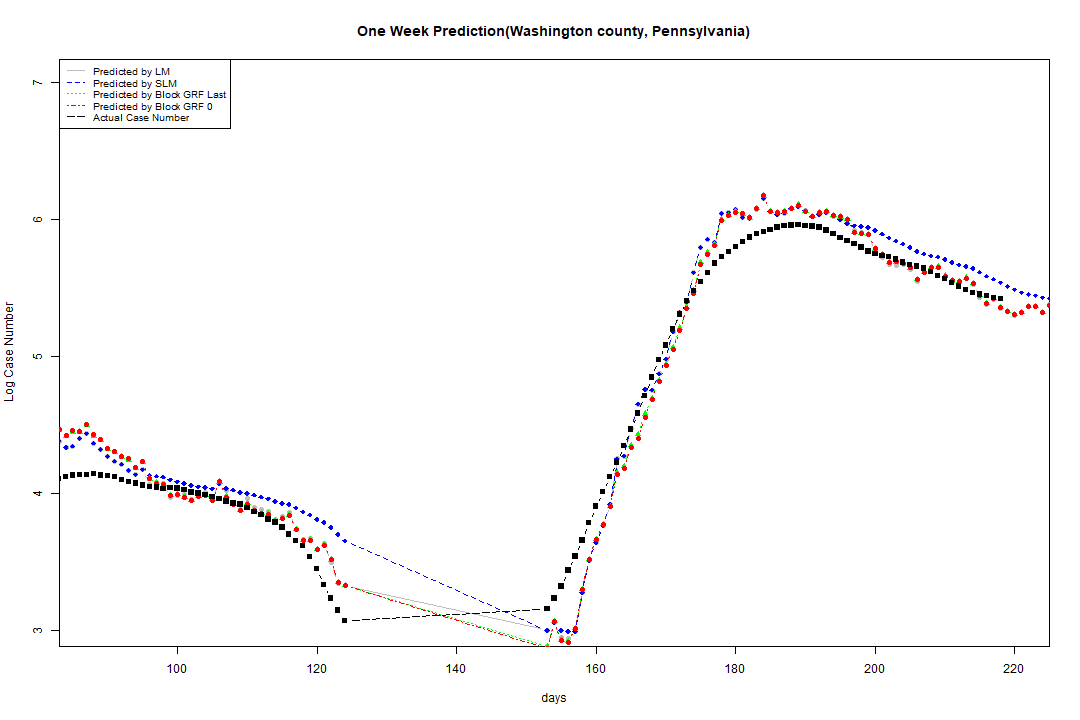 One Week Prediction(Washington county, Pennsylvania)
Predicted by LM
Predicted by SLM
Predicted by Block GRF Last
Predicted by Block GRF 0
Actual Case Number
7
6
5
4
3
Log Case Number
100 120 140 160 180 200 220
days